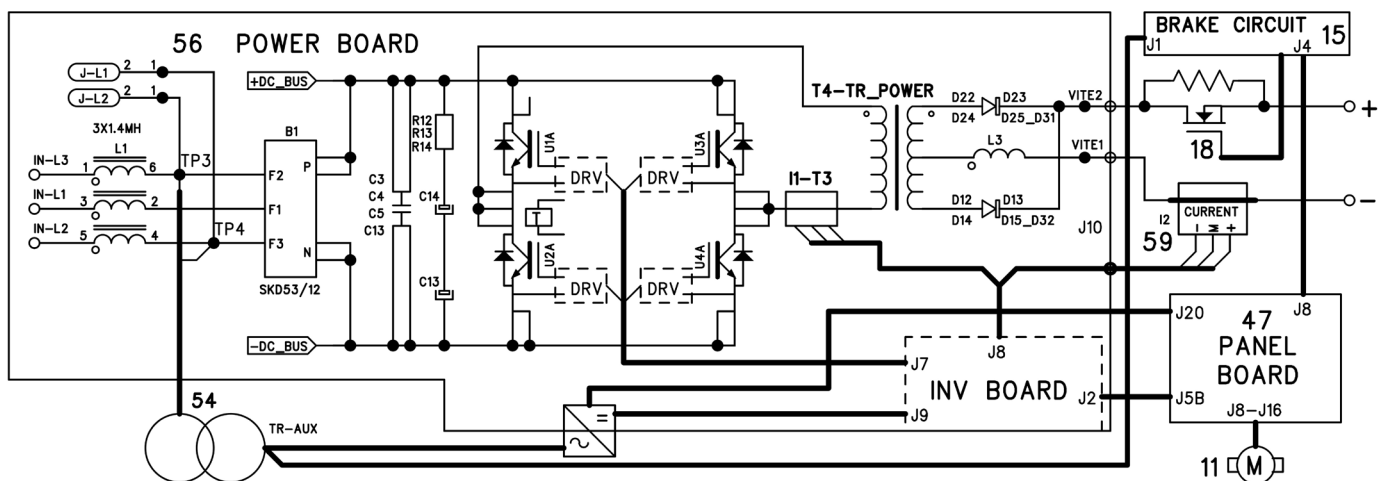 56 POWER BOARD
BRAKE CIRCUIT 15
J1
J4
J-L1 2 1
J-L2 2 1
3X1.4MH
L1
IN-L3 1 6
IN-L1 3 2
IN-L2 5 4
TP3
TP4
+DC_BUS
-DC_BUS
B1
F2 P
F1
F3 N
SKD53/12
R12
R13
R14
C3
C4
C5
C13
C14
C13
U1A
U2A
U3A
U4A
DRV
DRV
DRV
DRV
T
T4-TR_POWER
I1-T3
D22 D23
D24 D25_D31
L3
D12 D13
D14 D15_D32
VITE2
VITE1
J10
18
+
-
I2
CURRENT
- M +
59
54
TR-AUX
=
~
J7
J8
INV BOARD
J9
J2
J20
J8
47
PANEL
BOARD
J5B
J8-J16
11 M